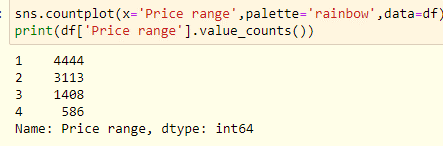 : sns.countplot(x='Price range',palette='rainbow',data=df)
print(df['Price range'].value_counts())
1 4444
2 3113
3 1408
4 586
Name: Price range, dtype: int64